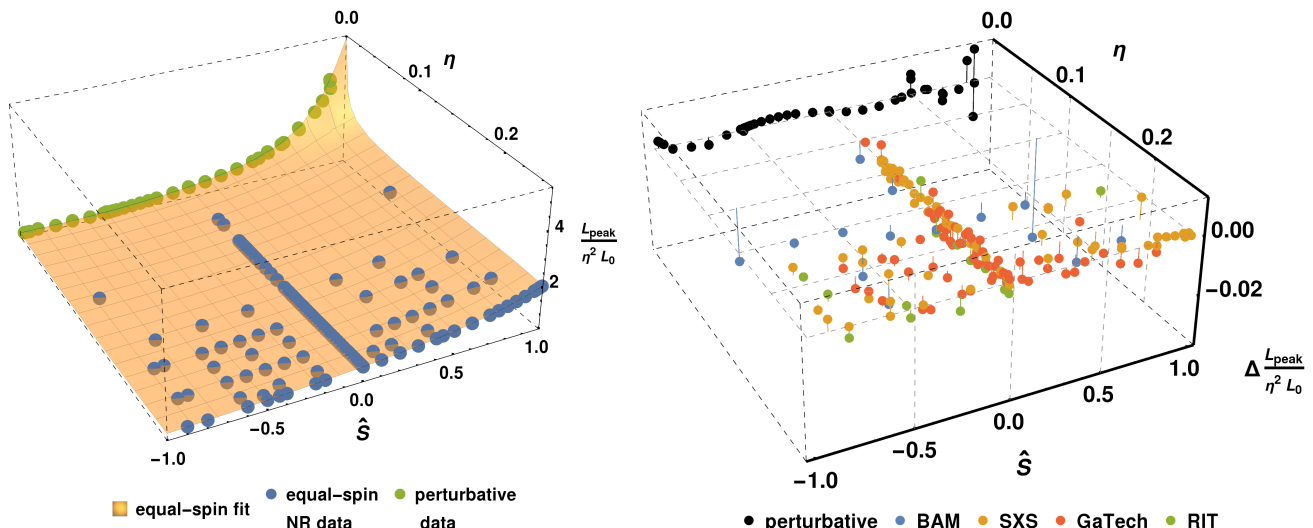 0.0
η
0.1
0.2
4
2
L_peak
η² L₀
1.0
0.5
0.0
−0.5
Ŝ
−1.0
equal−spin fit
equal−spin
NR data
perturbative
data
0.0
η
0.1
0.2
0.00
−0.02
Δ L_peak
η² L₀
1.0
0.5
0.0
−0.5
Ŝ
−1.0
perturbative
BAM
SXS
GaTech
RIT